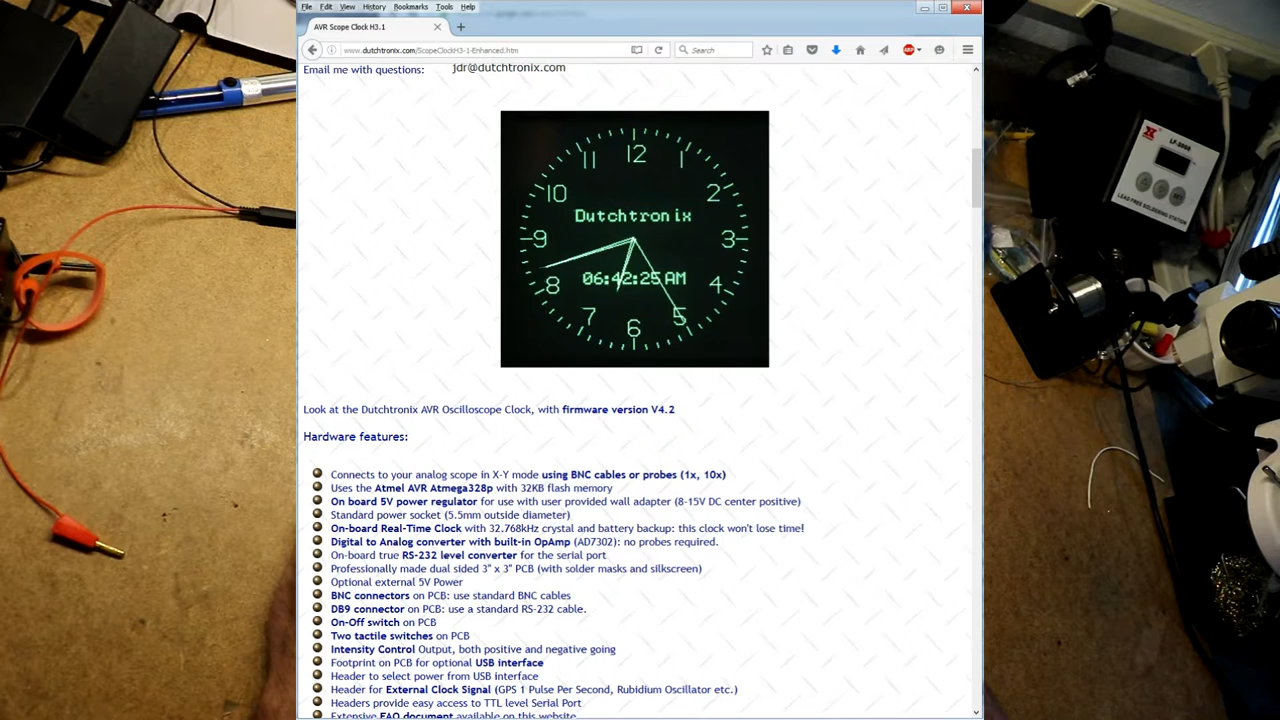 File Edit View History Bookmarks Tools Help
AVR Scope Clock H3.1
www.dutchtronix.com/ScopeClockH3-1-Enhanced.htm
Search
ABP
Email me with questions: jdr@dutchtronix.com
12
11 1
10 2
Dutchtronix
9 3
06:42:25 AM
8 4
7 5
6
Look at the Dutchtronix AVR Oscilloscope Clock, with firmware version V4.2
Hardware features:
Connects to your analog scope in X-Y mode using BNC cables or probes (1x, 10x)
Uses the Atmel AVR Atmega328p with 32KB flash memory
On board 5V power regulator for use with user provided wall adapter (8-15V DC center positive)
Standard power socket (5.5mm outside diameter)
On-board Real-Time Clock with 32.768kHz crystal and battery backup: this clock won't lose time!
Digital to Analog converter with built-in OpAmp (AD7302): no probes required.
On-board true RS-232 level converter for the serial port
Professionally made dual sided 3" x 3" PCB (with solder masks and silkscreen)
Optional external 5V Power
BNC connectors on PCB: use standard BNC cables
DB9 connector on PCB: use a standard RS-232 cable.
On-Off switch on PCB
Two tactile switches on PCB
Intensity Control Output, both positive and negative going
Footprint on PCB for optional USB interface
Header to select power from USB interface
Header for External Clock Signal (GPS 1 Pulse Per Second, Rubidium Oscillator etc.)
Headers provide easy access to TTL level Serial Port
Extensive FAQ document available on this website
LEAD FREE SOLDERING STATION